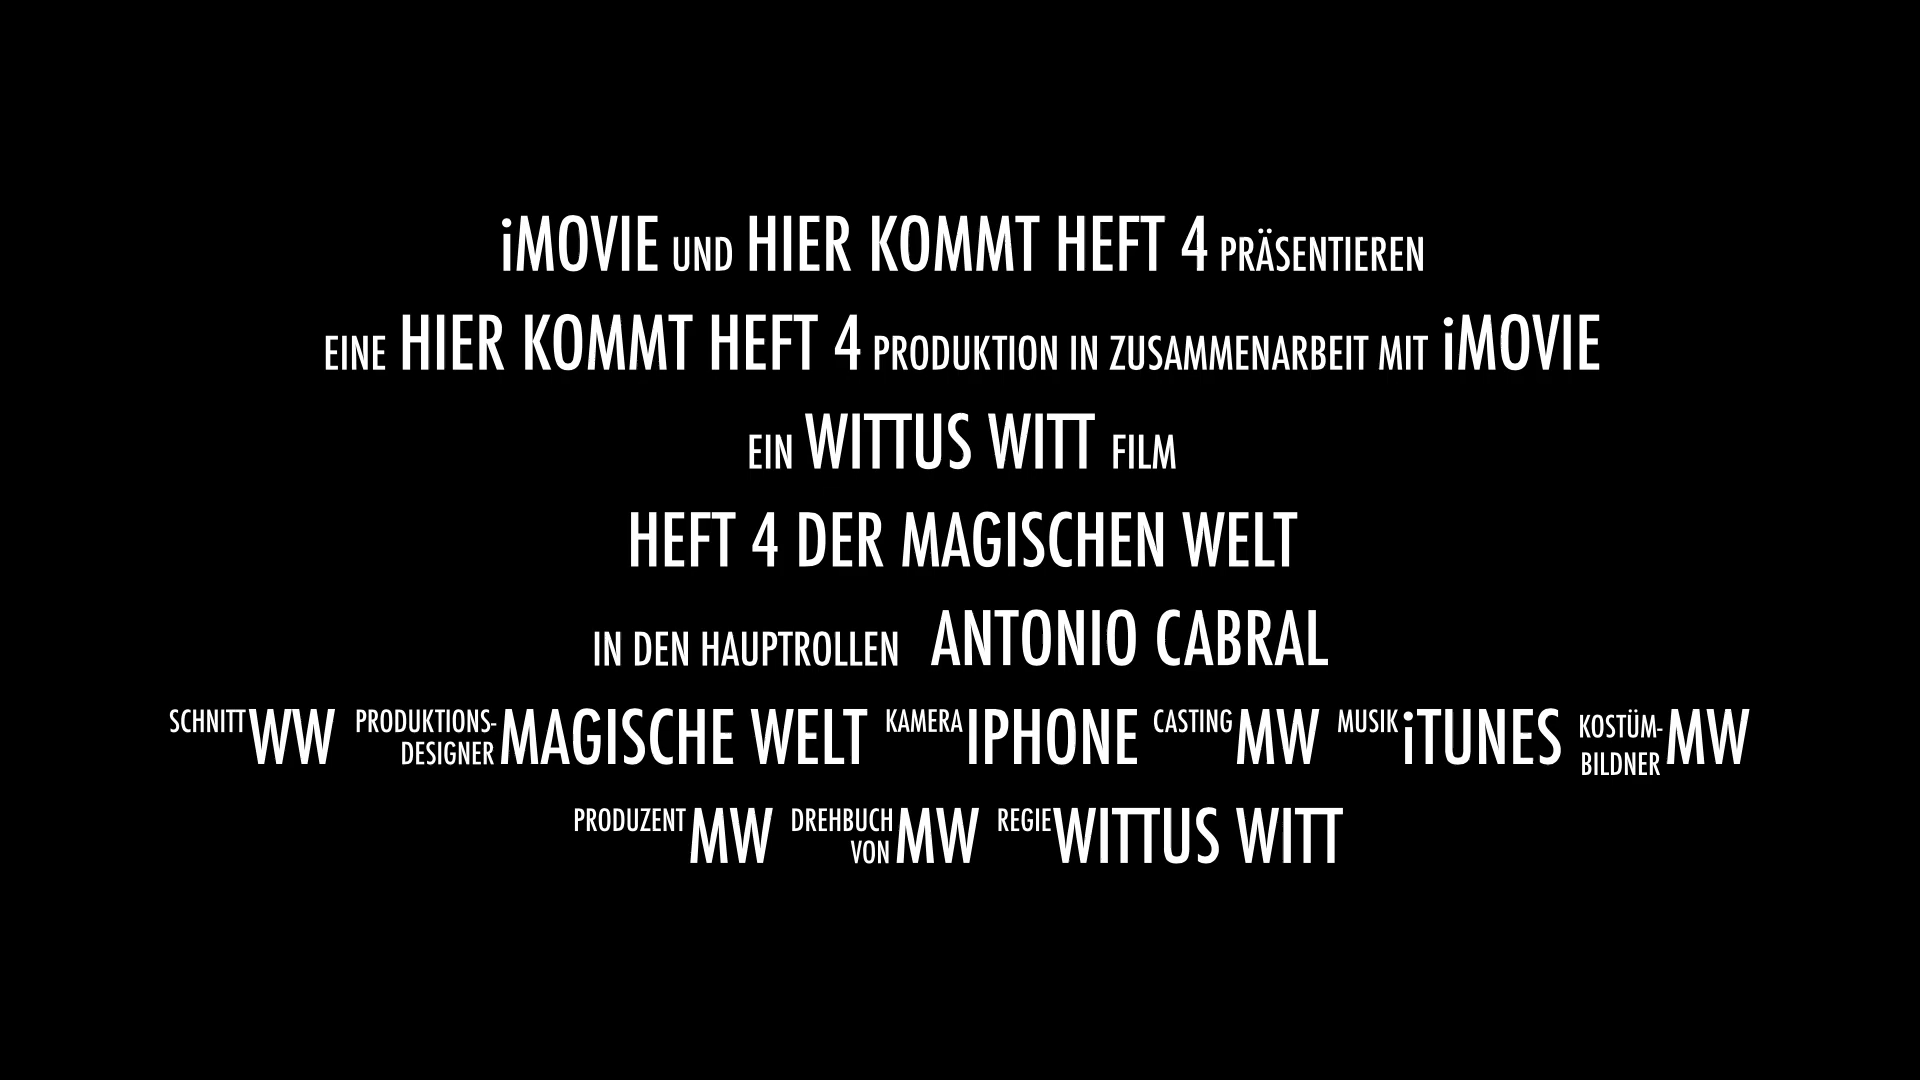 iMOVIE UND HIER KOMMT HEFT 4 PRÄSENTIEREN
EINE HIER KOMMT HEFT 4 PRODUKTION IN ZUSAMMENARBEIT MIT iMOVIE
EIN WITTUS WITT FILM
HEFT 4 DER MAGISCHEN WELT
IN DEN HAUPTROLLEN ANTONIO CABRAL
SCHNITT WW PRODUKTIONS-DESIGNER MAGISCHE WELT KAMERA IPHONE CASTING MW MUSIK iTUNES KOSTÜM-BILDNER MW
PRODUZENT MW DREHBUCH VON MW REGIE WITTUS WITT